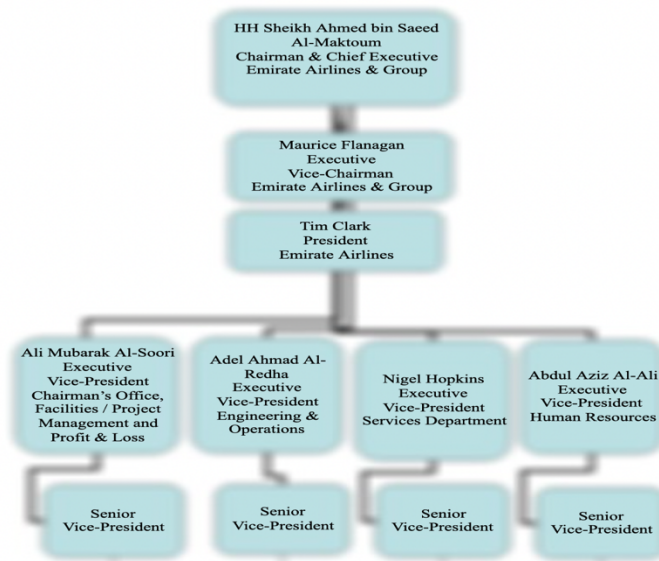 HH Sheikh Ahmed bin Saeed
Al-Maktoum
Chairman & Chief Executive
Emirate Airlines & Group
Maurice Flanagan
Executive
Vice-Chairman
Emirate Airlines & Group
Tim Clark
President
Emirate Airlines
Ali Mubarak Al-Soori
Executive
Vice-President
Chairman's Office,
Facilities / Project
Management and
Profit & Loss
Adel Ahmad Al-
Redha
Executive
Vice-President
Engineering &
Operations
Nigel Hopkins
Executive
Vice-President
Services Department
Abdul Aziz Al-Ali
Executive
Vice-President
Human Resources
Senior
Vice-President
Senior
Vice-President
Senior
Vice-President
Senior
Vice-President